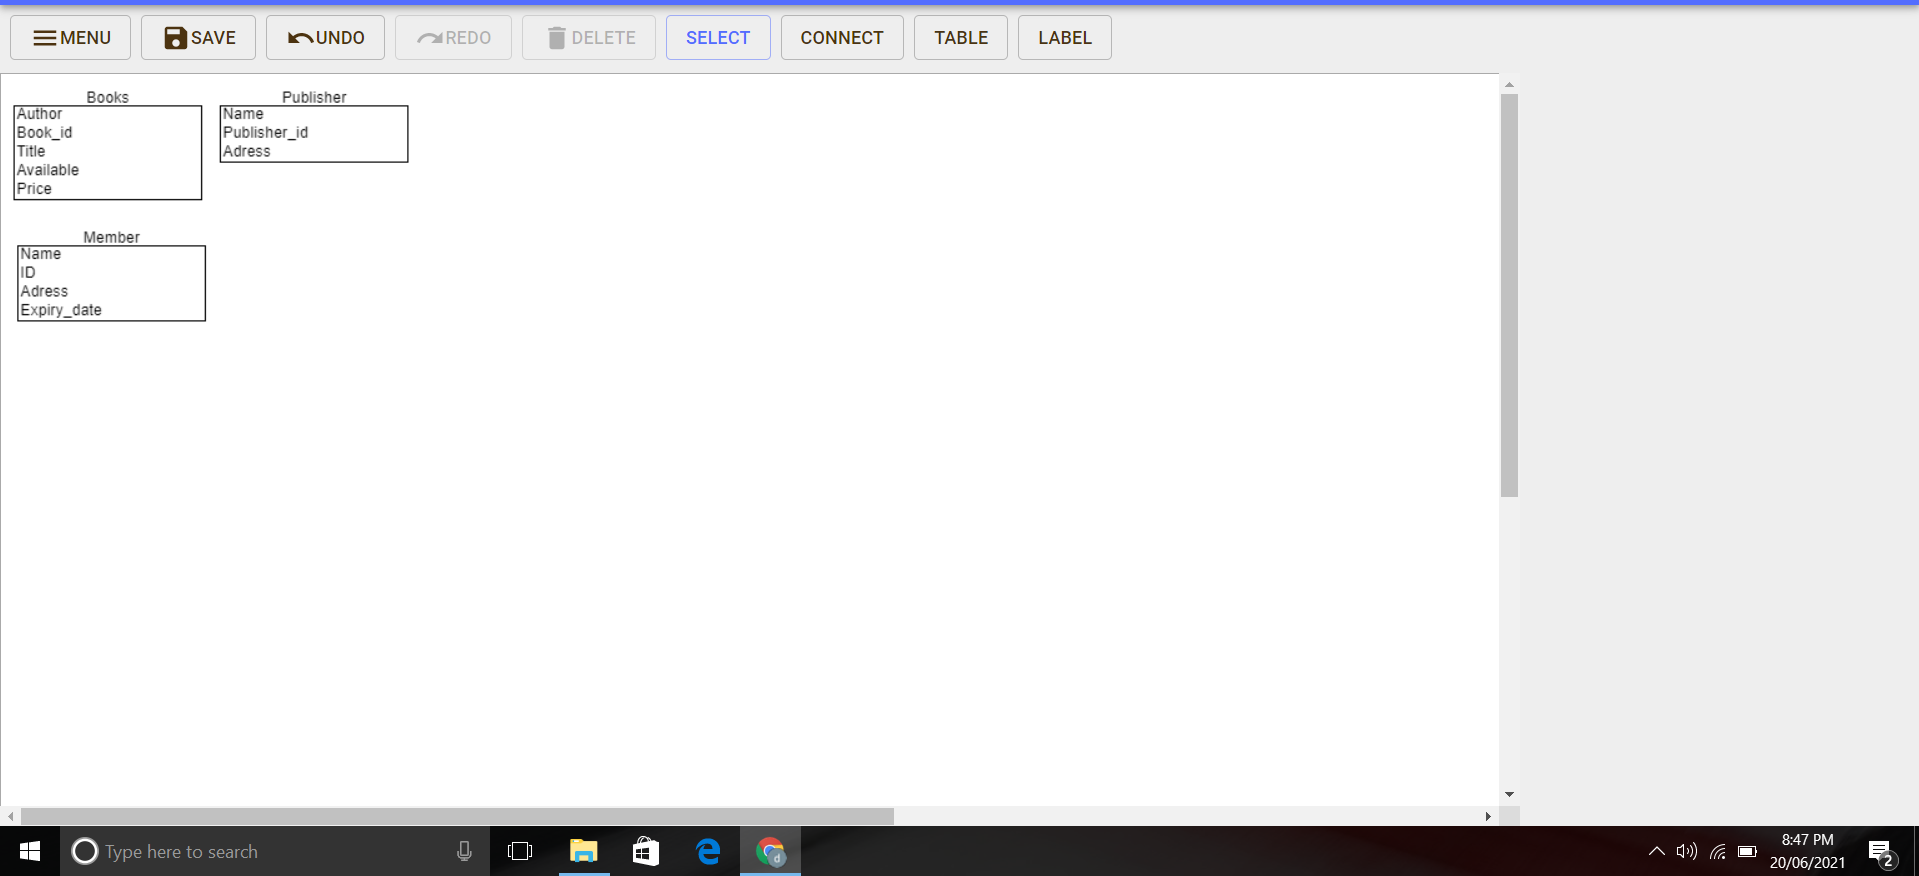 MENU SAVE UNDO REDO DELETE SELECT CONNECT TABLE LABEL
Books
Author
Book_id
Title
Available
Price
Publisher
Name
Publisher_id
Adress
Member
Name
ID
Adress
Expiry_date
Type here to search
d
8:47 PM
20/06/2021
2